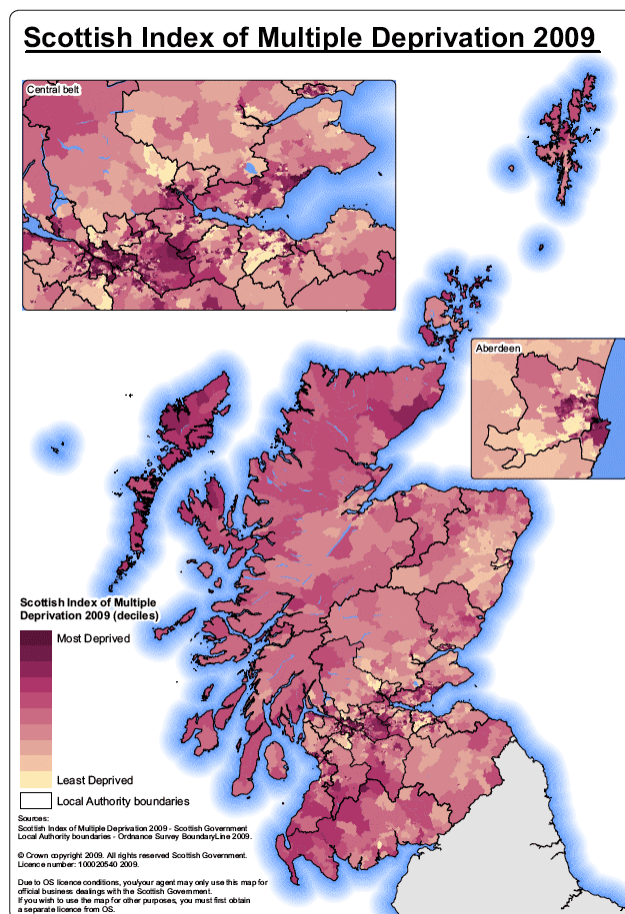 Scottish Index of Multiple Deprivation 2009
Central belt
Aberdeen
Scottish Index of Multiple
Deprivation 2009 (deciles)
Most Deprived
Least Deprived
Local Authority boundaries
Sources:
Scottish Index of Multiple Deprivation 2009 - Scottish Government
Local Authority boundaries - Ordnance Survey BoundaryLine 2009.
© Crown copyright 2009. All rights reserved Scottish Government.
Licence number: 100020540 2009.
Due to OS licence conditions, you/your agent may only use this map for
official business dealings with the Scottish Government.
If you wish to use the map for other purposes, you must first obtain
a separate licence from OS.